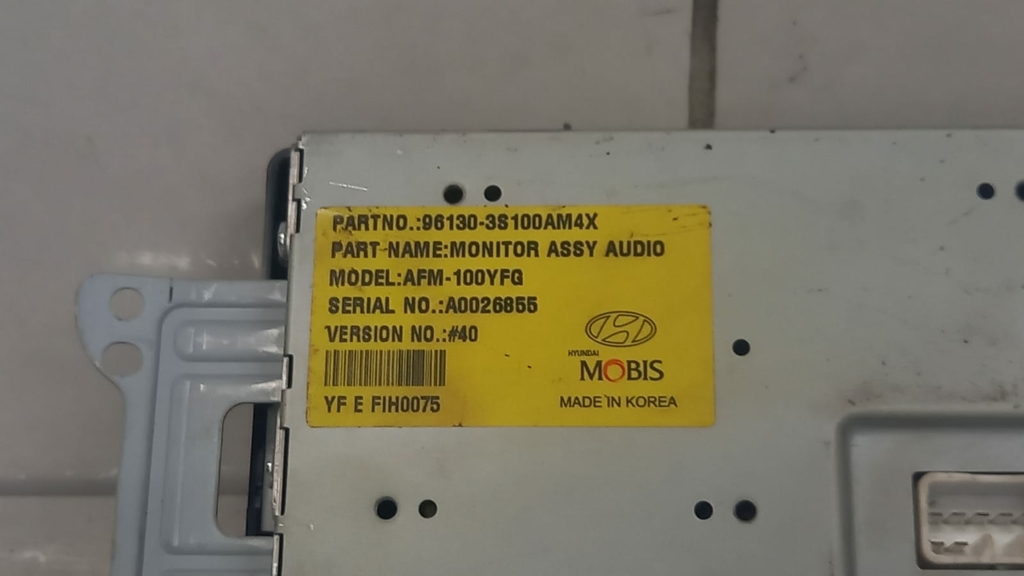 PARTNO.:96130-3S100AM4X
PART-NAME:MONITOR ASSY AUDIO
MODEL:AFM-100YFG
SERIAL NO.:A0026855
VERSION NO.:#40
YF E FIH0075
HYUNDAI
MOBIS
MADE IN KOREA